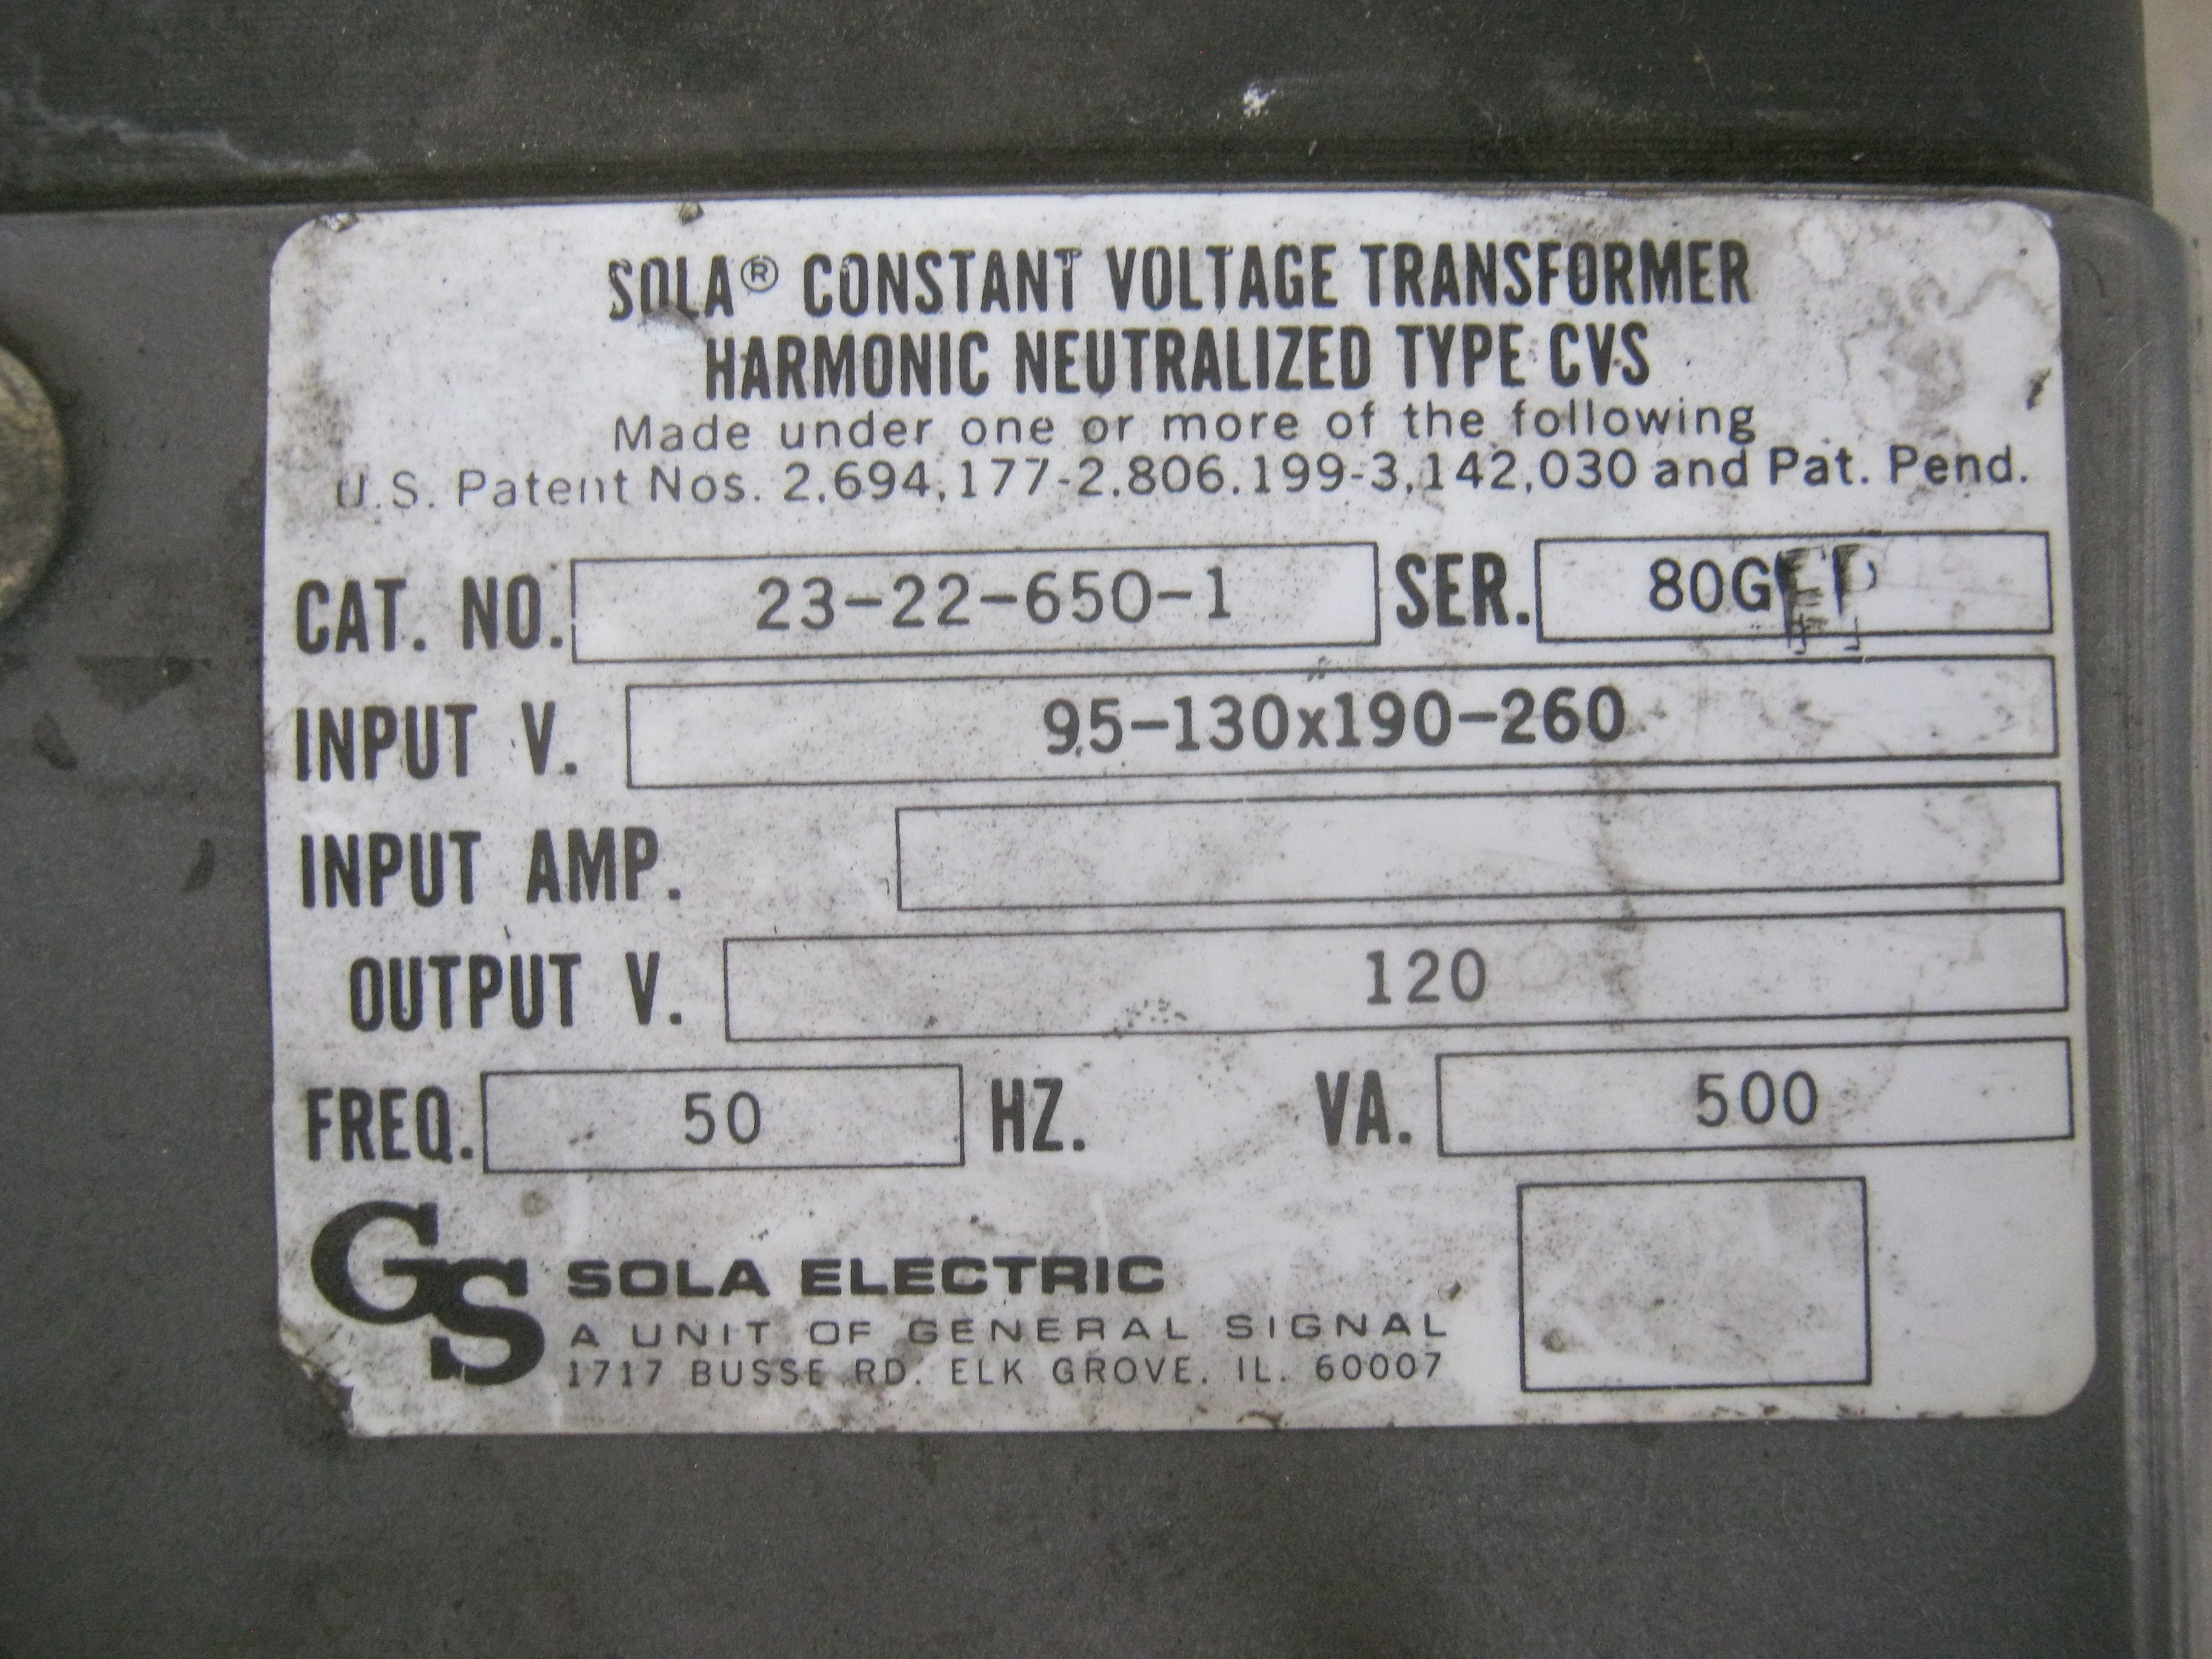 SOLA® CONSTANT VOLTAGE TRANSFORMER
HARMONIC NEUTRALIZED TYPE CVS
Made under one or more of the following
U.S. Patent Nos. 2,694,177-2,806,199-3,142,030 and Pat. Pend.
CAT. NO. 23-22-650-1 SER.
INPUT V. 95-130x190-260
INPUT AMP.
OUTPUT V. 120
FREQ. 50 HZ. VA. 500
GS SOLA ELECTRIC
A UNIT OF GENERAL SIGNAL
1717 BUSSE RD. ELK GROVE, IL. 60007